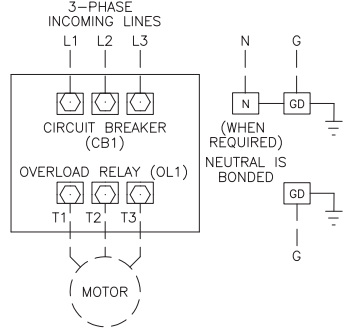 3-PHASE
INCOMING LINES
L1 L2 L3 N G
N GD
CIRCUIT BREAKER
(CB1)
(WHEN
REQUIRED)
NEUTRAL IS
BONDED
OVERLOAD RELAY (OL1)
GD
T1 T2 T3
G
MOTOR